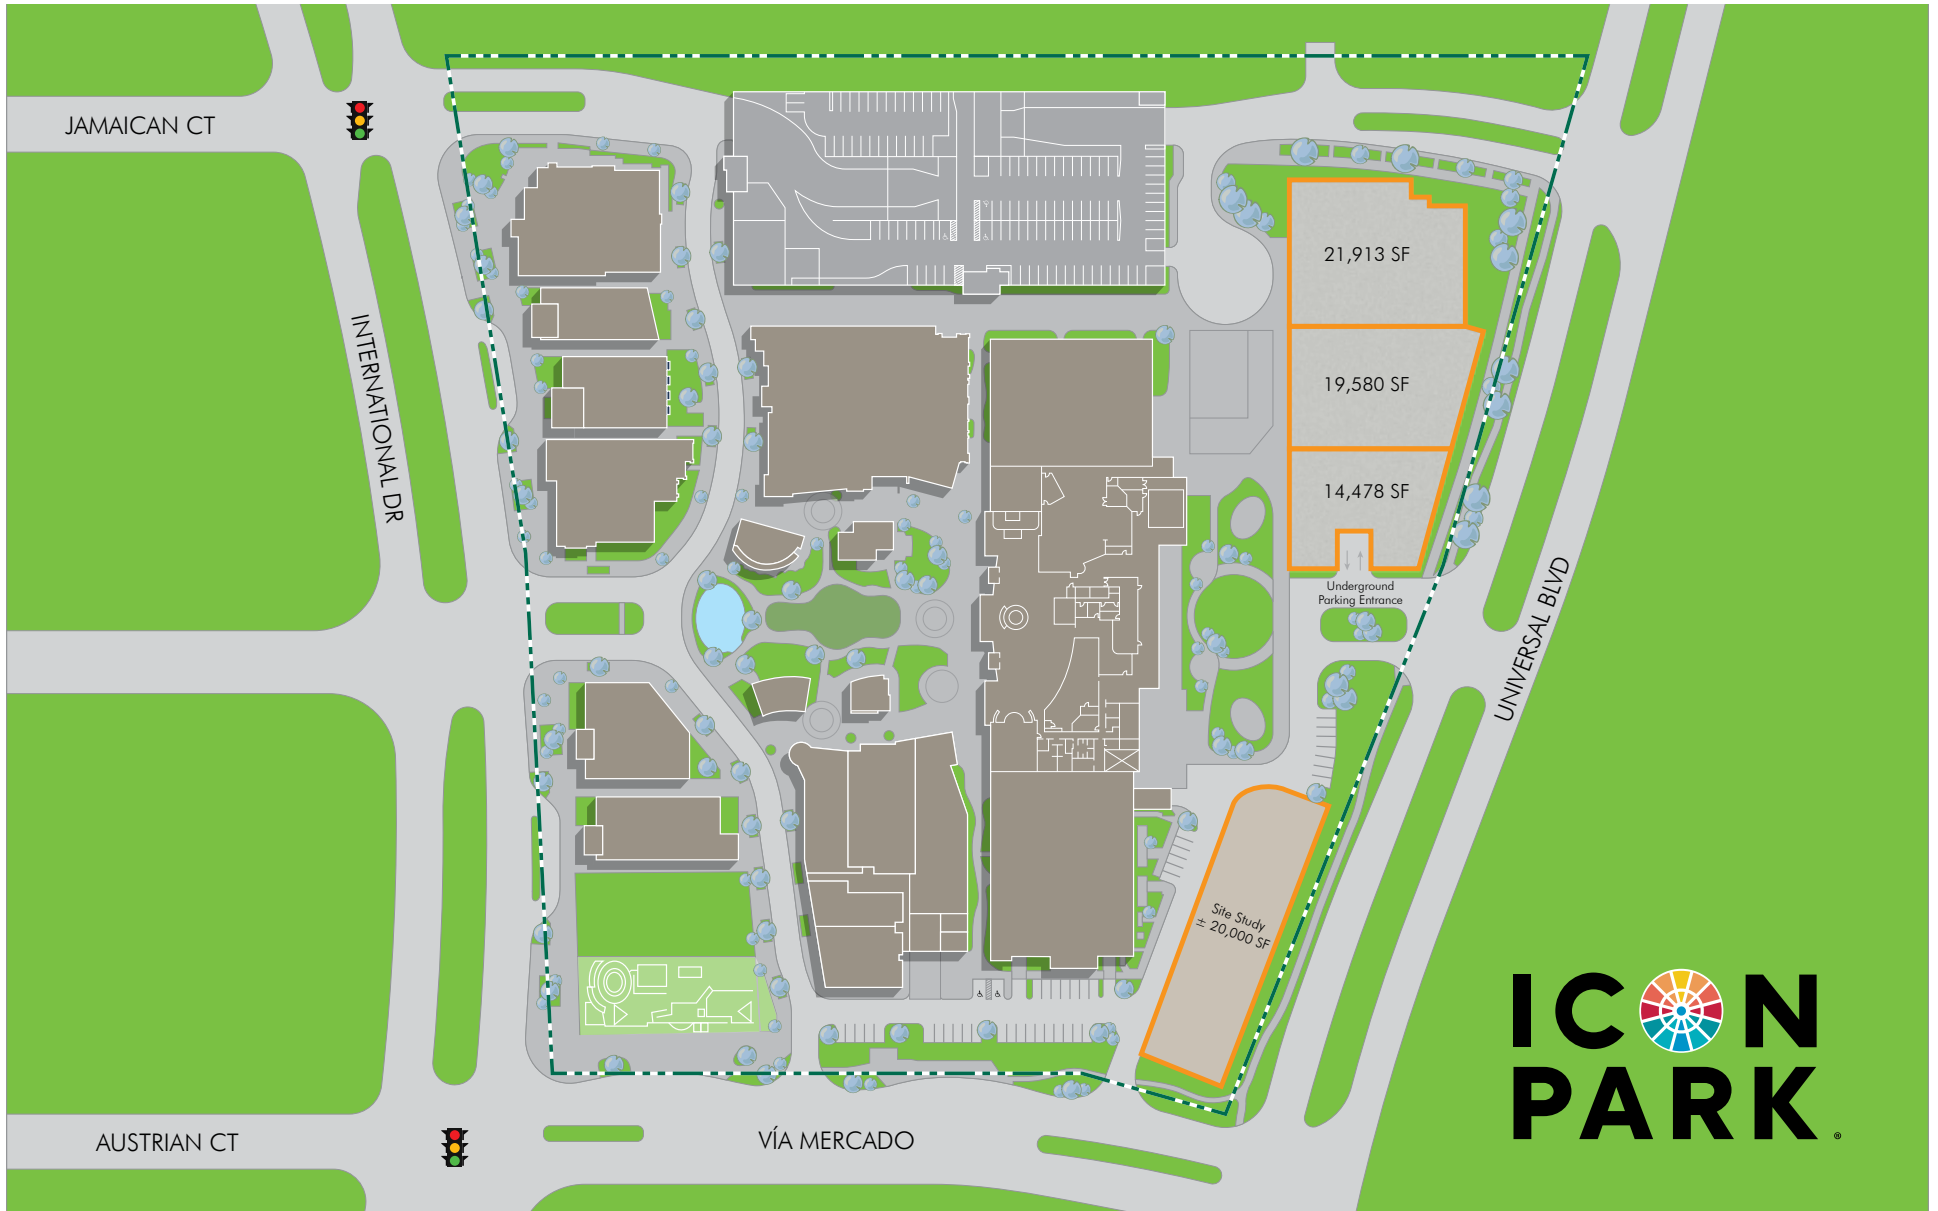 JAMAICAN CT
INTERNATIONAL DR
21,913 SF
19,580 SF
14,478 SF
Underground
Parking Entrance
UNIVERSAL BLVD
Site Study
± 20,000 SF
ICON
PARK®
AUSTRIAN CT
VÍA MERCADO